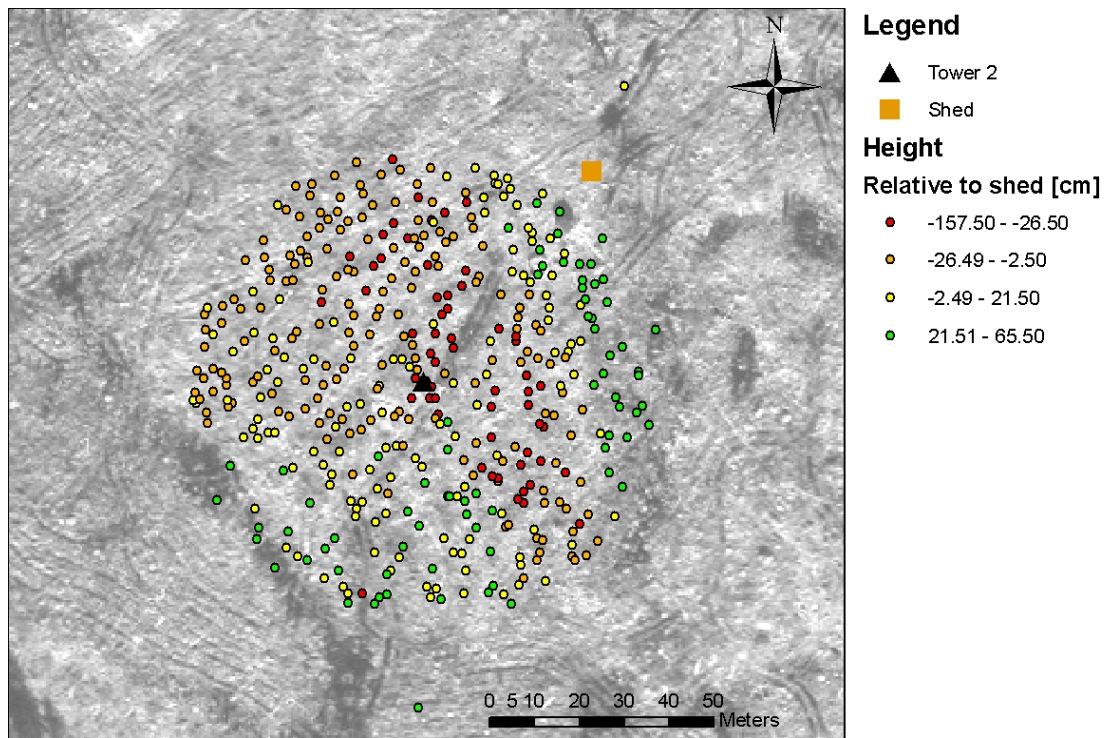 N
Legend
Tower 2
Shed
Height
Relative to shed [cm]
-157.50 - -26.50
-26.49 - -2.50
-2.49 - 21.50
21.51 - 65.50
0 5 10 20 30 40 50
Meters